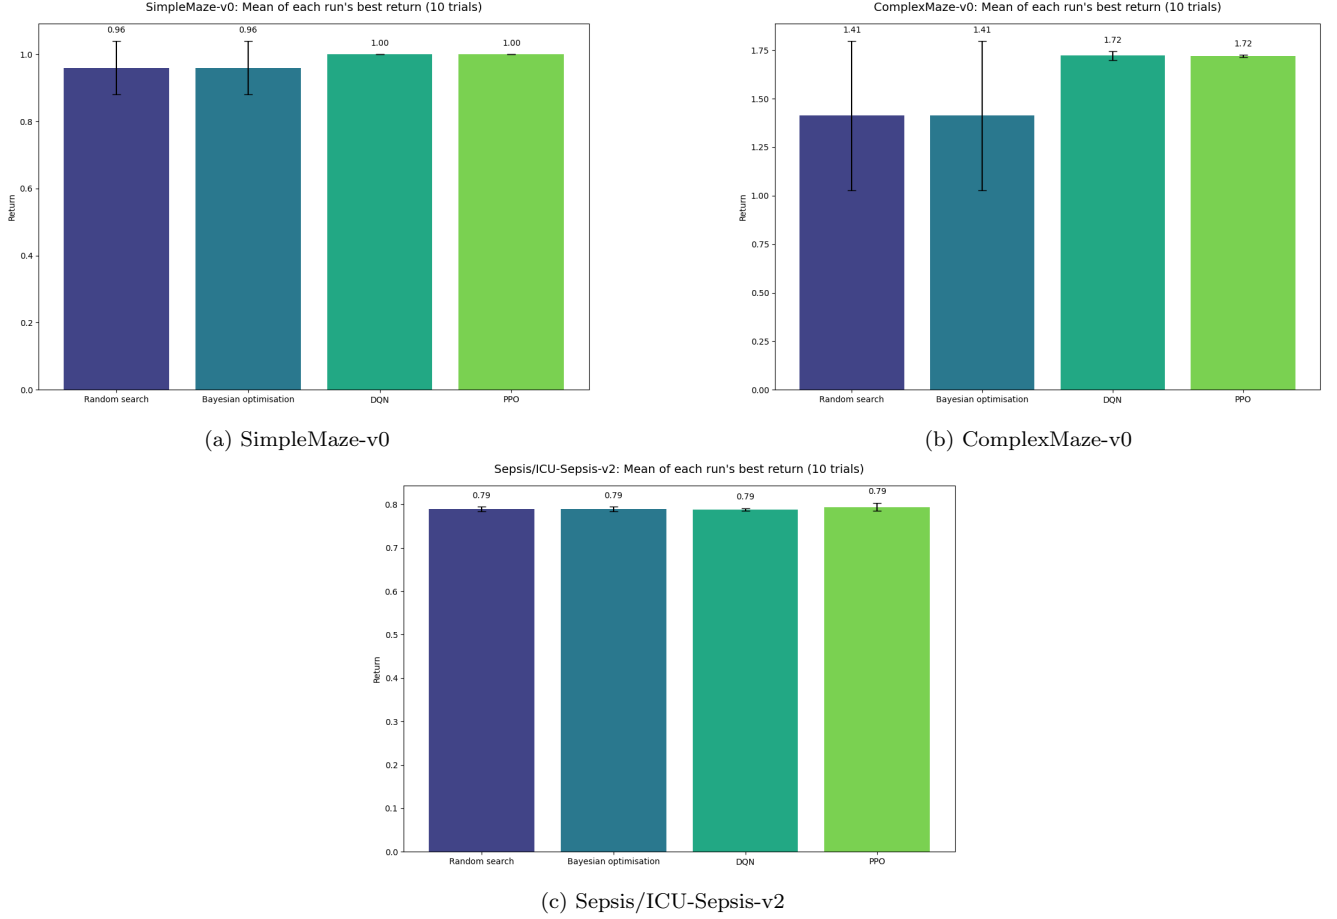 SimpleMaze-v0: Mean of each run's best return (10 trials)
0.96
0.96
1.00
1.00
1.0
0.8
0.6
0.4
0.2
0.0
Return
Random search
Bayesian optimisation
DQN
PPO
(a) SimpleMaze-v0
ComplexMaze-v0: Mean of each run's best return (10 trials)
1.41
1.41
1.72
1.72
1.75
1.50
1.25
1.00
0.75
0.50
0.25
0.00
Return
Random search
Bayesian optimisation
DQN
PPO
(b) ComplexMaze-v0
Sepsis/ICU-Sepsis-v2: Mean of each run's best return (10 trials)
0.79
0.79
0.79
0.79
0.8
0.7
0.6
0.5
0.4
0.3
0.2
0.1
0.0
Return
Random search
Bayesian optimisation
DQN
PPO
(c) Sepsis/ICU-Sepsis-v2